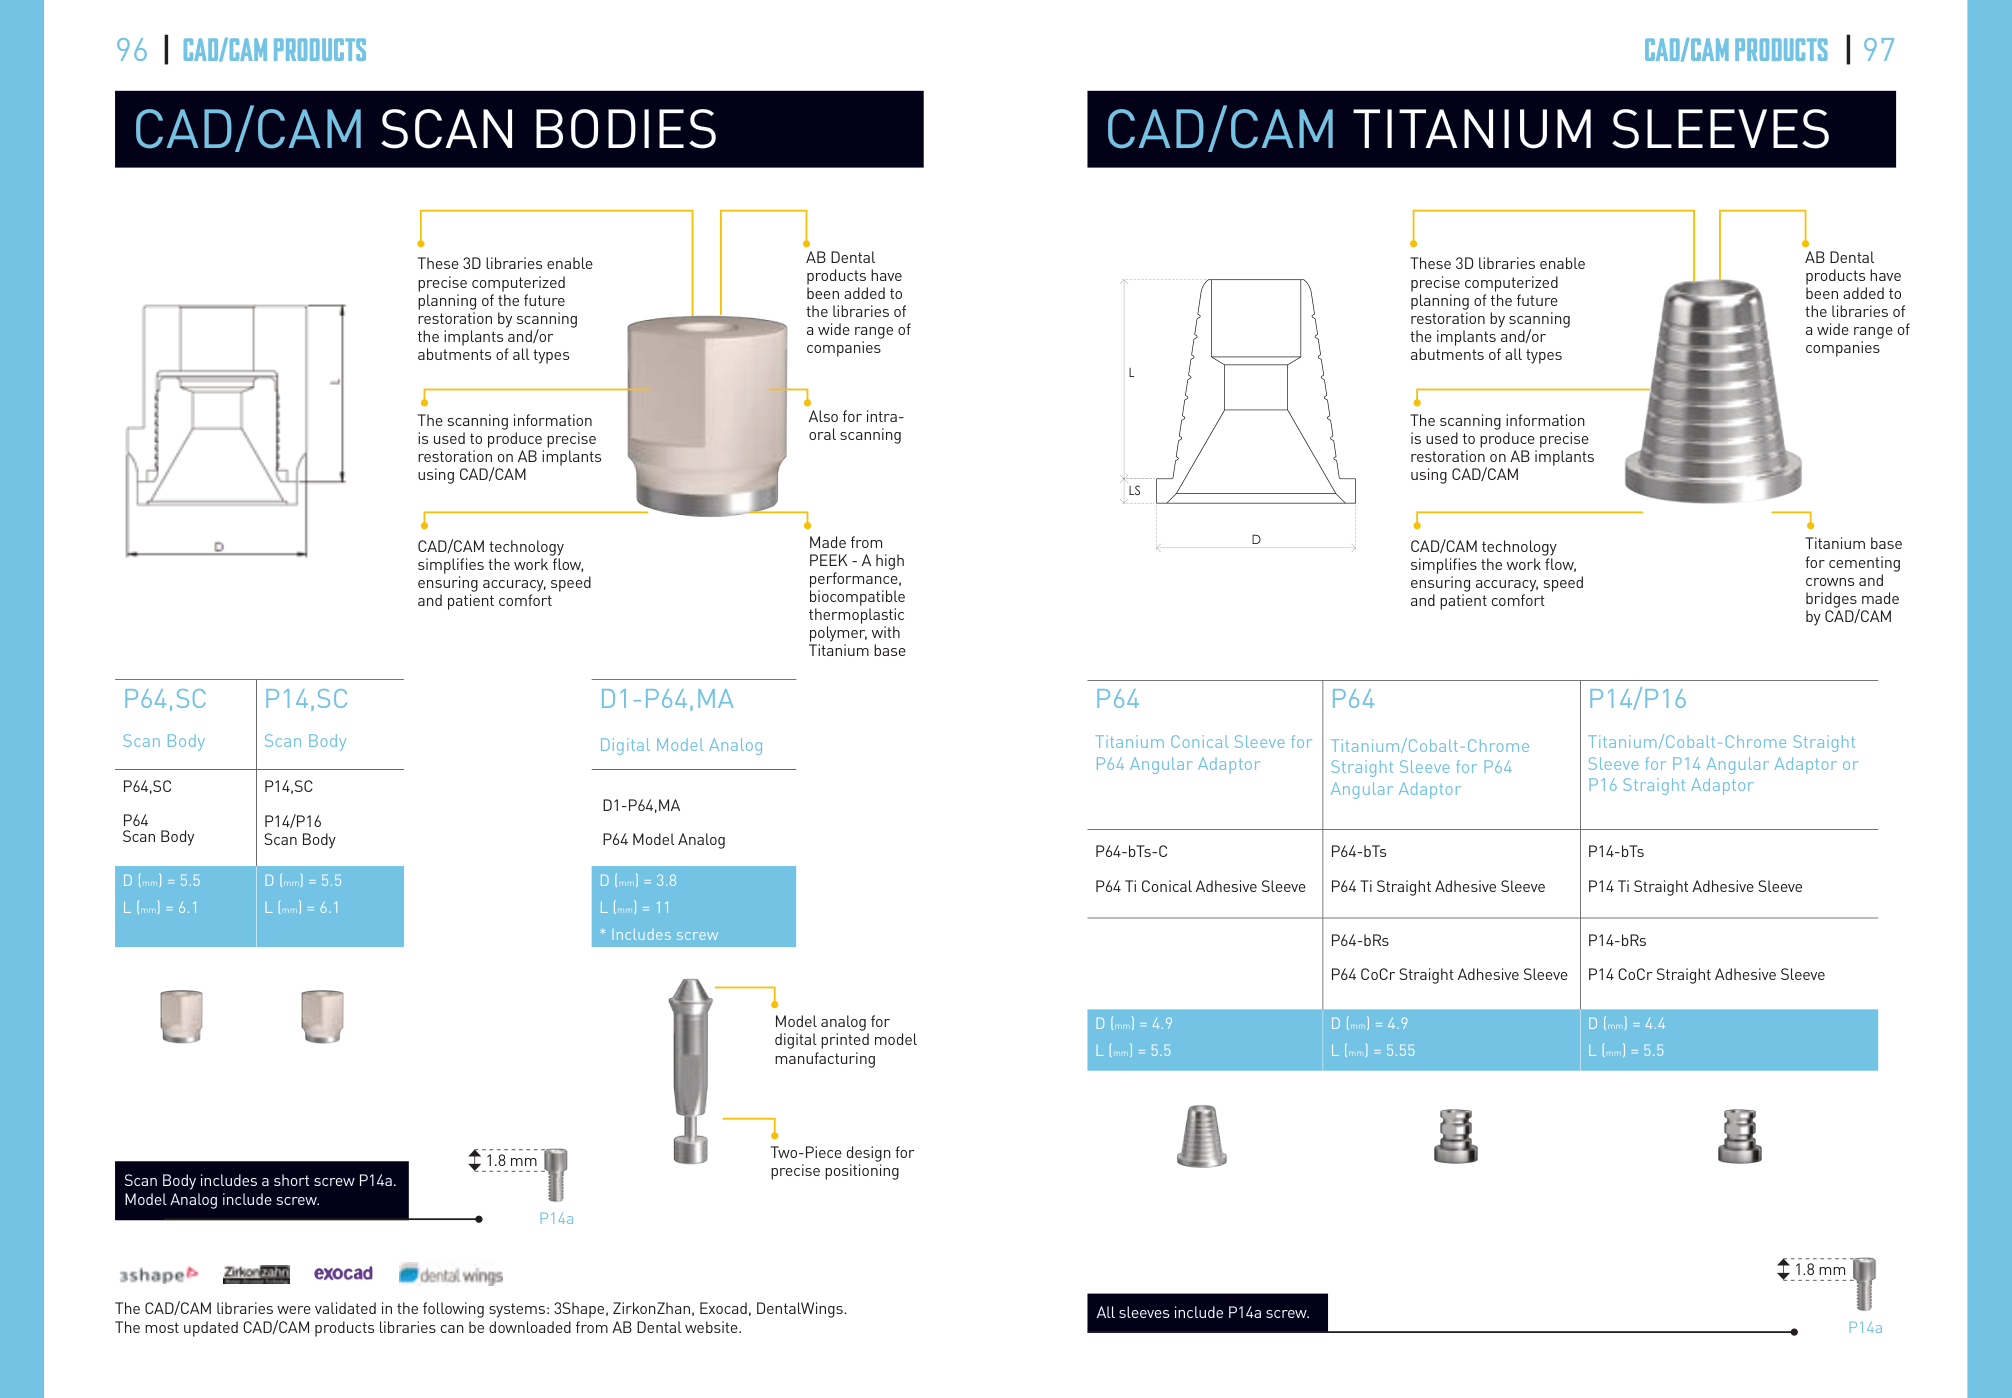 96 | CAD/CAM PRODUCTS
CAD/CAM SCAN BODIES
These 3D libraries enable
precise computerized
planning of the future
restoration by scanning
the implants and/or
abutments of all types
AB Dental
products have
been added to
the libraries of
a wide range of
companies
L
D
The scanning information
is used to produce precise
restoration on AB implants
using CAD/CAM
Also for intra-
oral scanning
CAD/CAM technology
simplifies the work flow,
ensuring accuracy, speed
and patient comfort
Made from
PEEK - A high
performance,
biocompatible
thermoplastic
polymer, with
Titanium base
P64,SC
Scan Body
P64,SC
P64
Scan Body
D (mm) = 5.5
L (mm) = 6.1
P14,SC
Scan Body
P14,SC
P14/P16
Scan Body
D (mm) = 5.5
L (mm) = 6.1
D1-P64,MA
Digital Model Analog
D1-P64,MA
P64 Model Analog
D (mm) = 3.8
L (mm) = 11
* Includes screw
Model analog for
digital printed model
manufacturing
Two-Piece design for
precise positioning
Scan Body includes a short screw P14a.
Model Analog include screw.
1.8 mm
P14a
3shape
Zirkonzahn
exocad
dental wings
The CAD/CAM libraries were validated in the following systems: 3Shape, ZirkonZhan, Exocad, DentalWings.
The most updated CAD/CAM products libraries can be downloaded from AB Dental website.
CAD/CAM PRODUCTS | 97
CAD/CAM TITANIUM SLEEVES
These 3D libraries enable
precise computerized
planning of the future
restoration by scanning
the implants and/or
abutments of all types
AB Dental
products have
been added to
the libraries of
a wide range of
companies
L
LS
D
The scanning information
is used to produce precise
restoration on AB implants
using CAD/CAM
CAD/CAM technology
simplifies the work flow,
ensuring accuracy, speed
and patient comfort
Titanium base
for cementing
crowns and
bridges made
by CAD/CAM
P64
Titanium Conical Sleeve for
P64 Angular Adaptor
P64-bTs-C
P64 Ti Conical Adhesive Sleeve
D (mm) = 4.9
L (mm) = 5.5
P64
Titanium/Cobalt-Chrome
Straight Sleeve for P64
Angular Adaptor
P64-bTs
P64 Ti Straight Adhesive Sleeve
P64-bRs
P64 CoCr Straight Adhesive Sleeve
D (mm) = 4.9
L (mm) = 5.55
P14/P16
Titanium/Cobalt-Chrome Straight
Sleeve for P14 Angular Adaptor or
P16 Straight Adaptor
P14-bTs
P14 Ti Straight Adhesive Sleeve
P14-bRs
P14 CoCr Straight Adhesive Sleeve
D (mm) = 4.4
L (mm) = 5.5
All sleeves include P14a screw.
1.8 mm
P14a